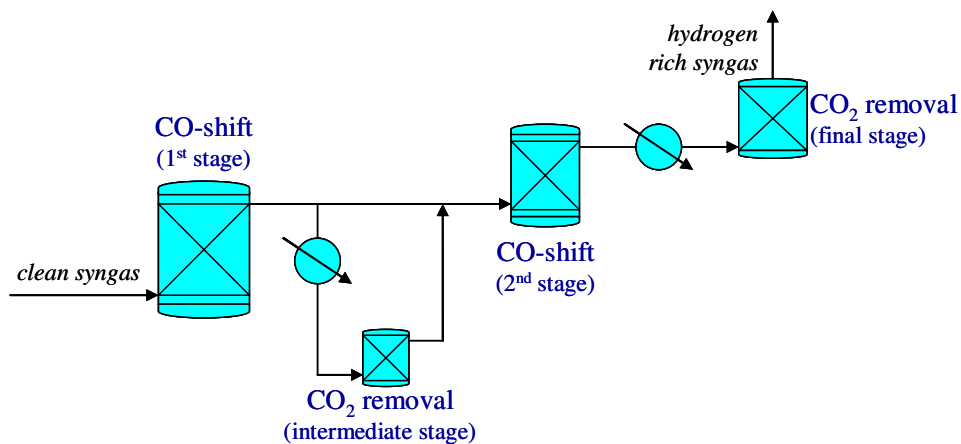 hydrogen
rich syngas
CO₂ removal
(final stage)
CO-shift
(1ˢᵗ stage)
clean syngas
CO-shift
(2ⁿᵈ stage)
CO₂ removal
(intermediate stage)